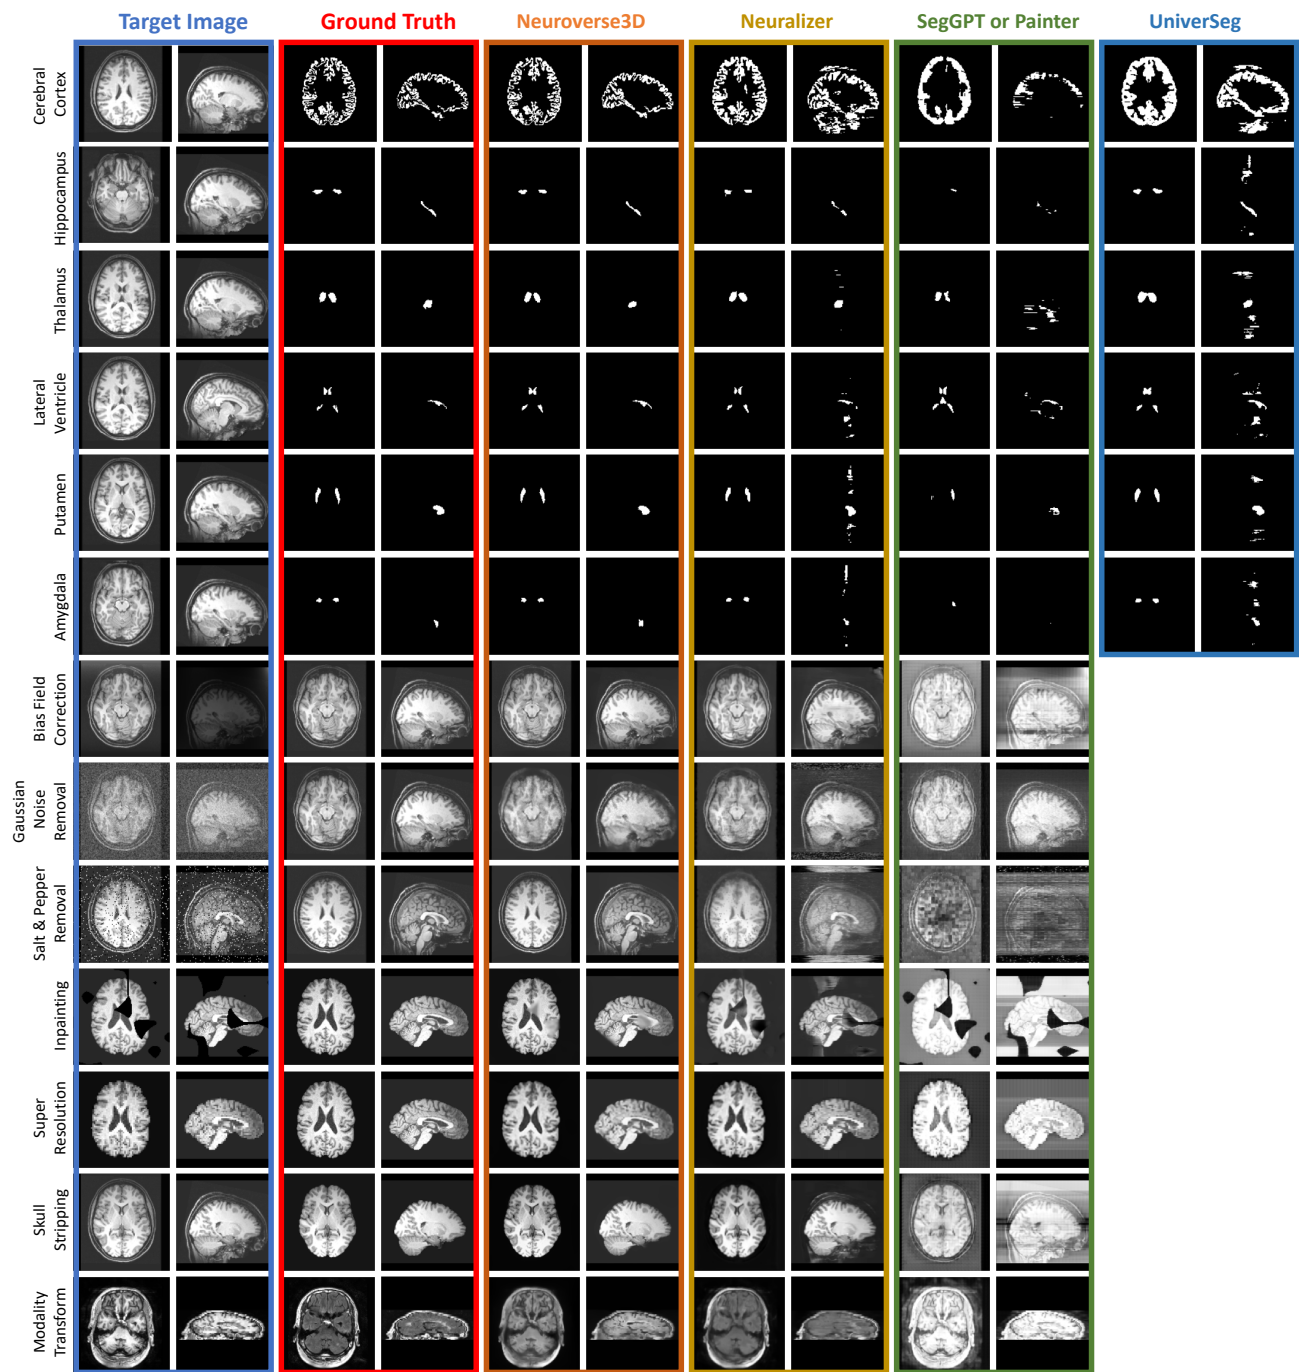 Target Image
Ground Truth
Neuroverse3D
Neuralizer
SegGPT or Painter
UniverSeg
Cerebral
Cortex
Hippocampus
Thalamus
Lateral
Ventricle
Putamen
Amygdala
Bias Field
Correction
Gaussian
Noise
Removal
Salt & Pepper
Removal
Inpainting
Super
Resolution
Skull
Stripping
Modality
Transform